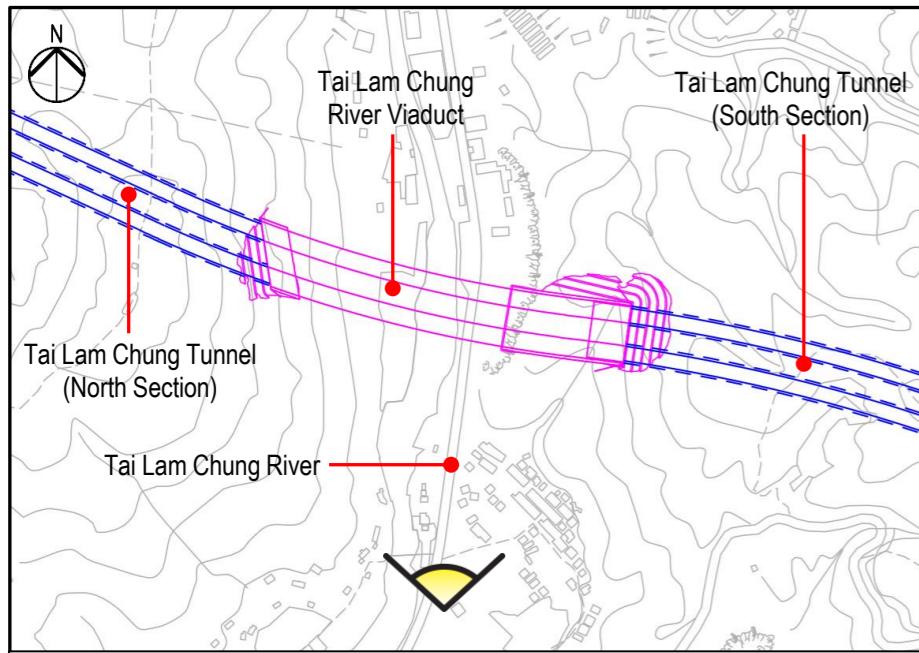 N
Tai Lam Chung
River Viaduct
Tai Lam Chung Tunnel
(South Section)
Tai Lam Chung Tunnel
(North Section)
Tai Lam Chung River